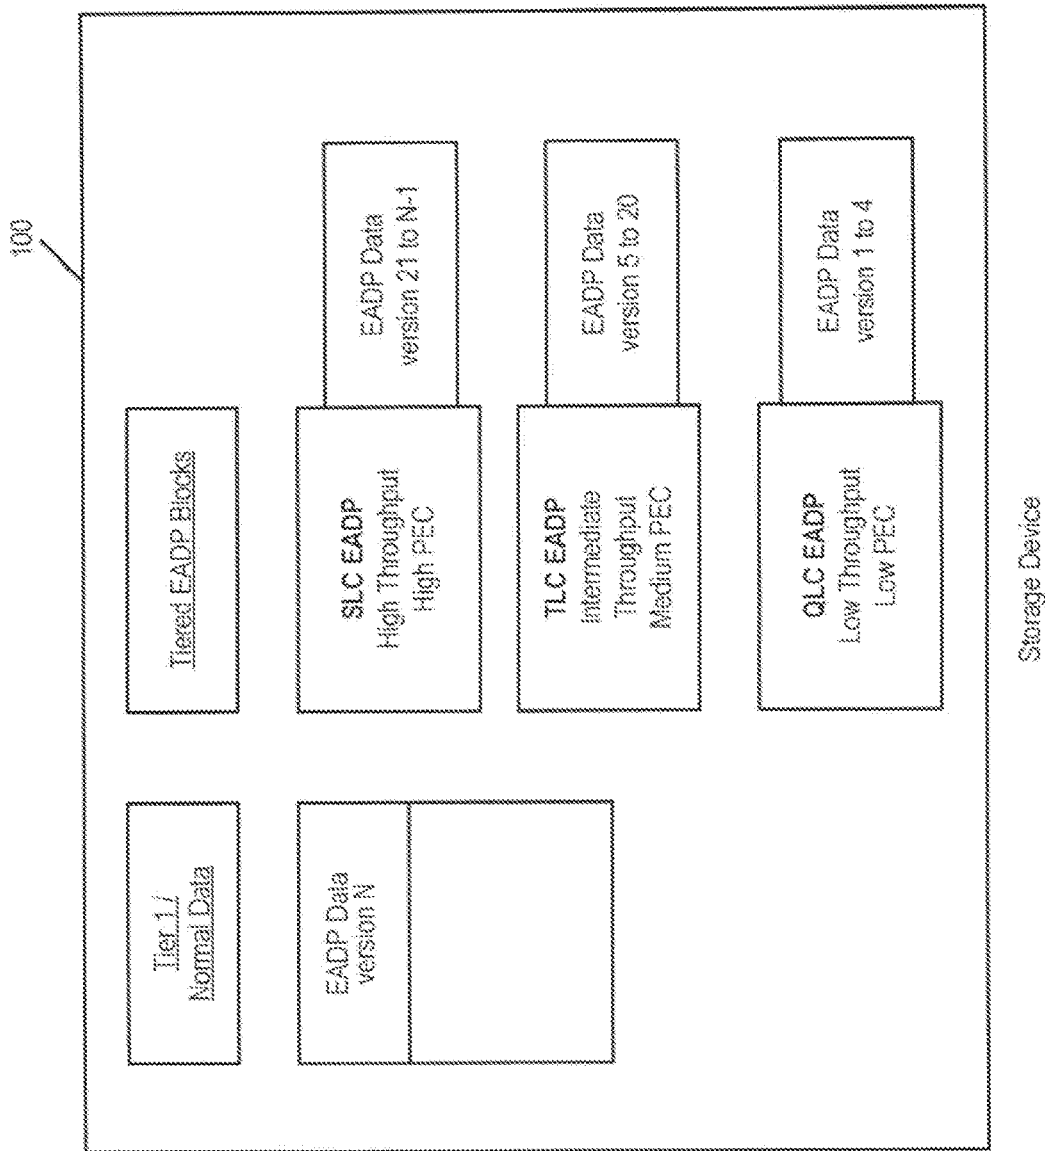 100
Tier 1 /
Normal Data
Tiered EADP Blocks
EADP Data
version N
SLC EADP
High Throughput
High PEC
EADP Data
version 21 to N-1
TLC EADP
Intermediate
Throughput
Medium PEC
EADP Data
version 5 to 20
QLC EADP
Low Throughput
Low PEC
EADP Data
version 1 to 4
Storage Device